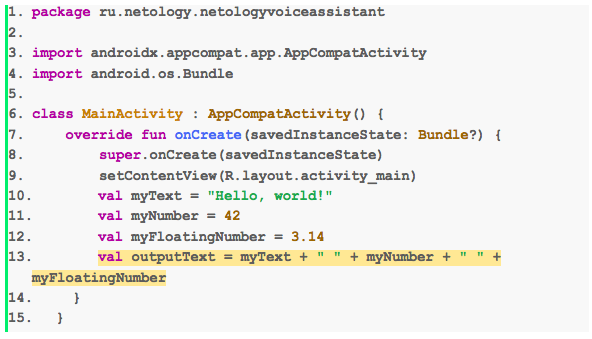 1. package ru.netology.netologyvoiceassistant
2.
3. import androidx.appcompat.app.AppCompatActivity
4. import android.os.Bundle
5.
6. class MainActivity : AppCompatActivity() {
7.     override fun onCreate(savedInstanceState: Bundle?) {
8.         super.onCreate(savedInstanceState)
9.         setContentView(R.layout.activity_main)
10.        val myText = "Hello, world!"
11.        val myNumber = 42
12.        val myFloatingNumber = 3.14
13.        val outputText = myText + " " + myNumber + " " +
myFloatingNumber
14.     }
15.   }